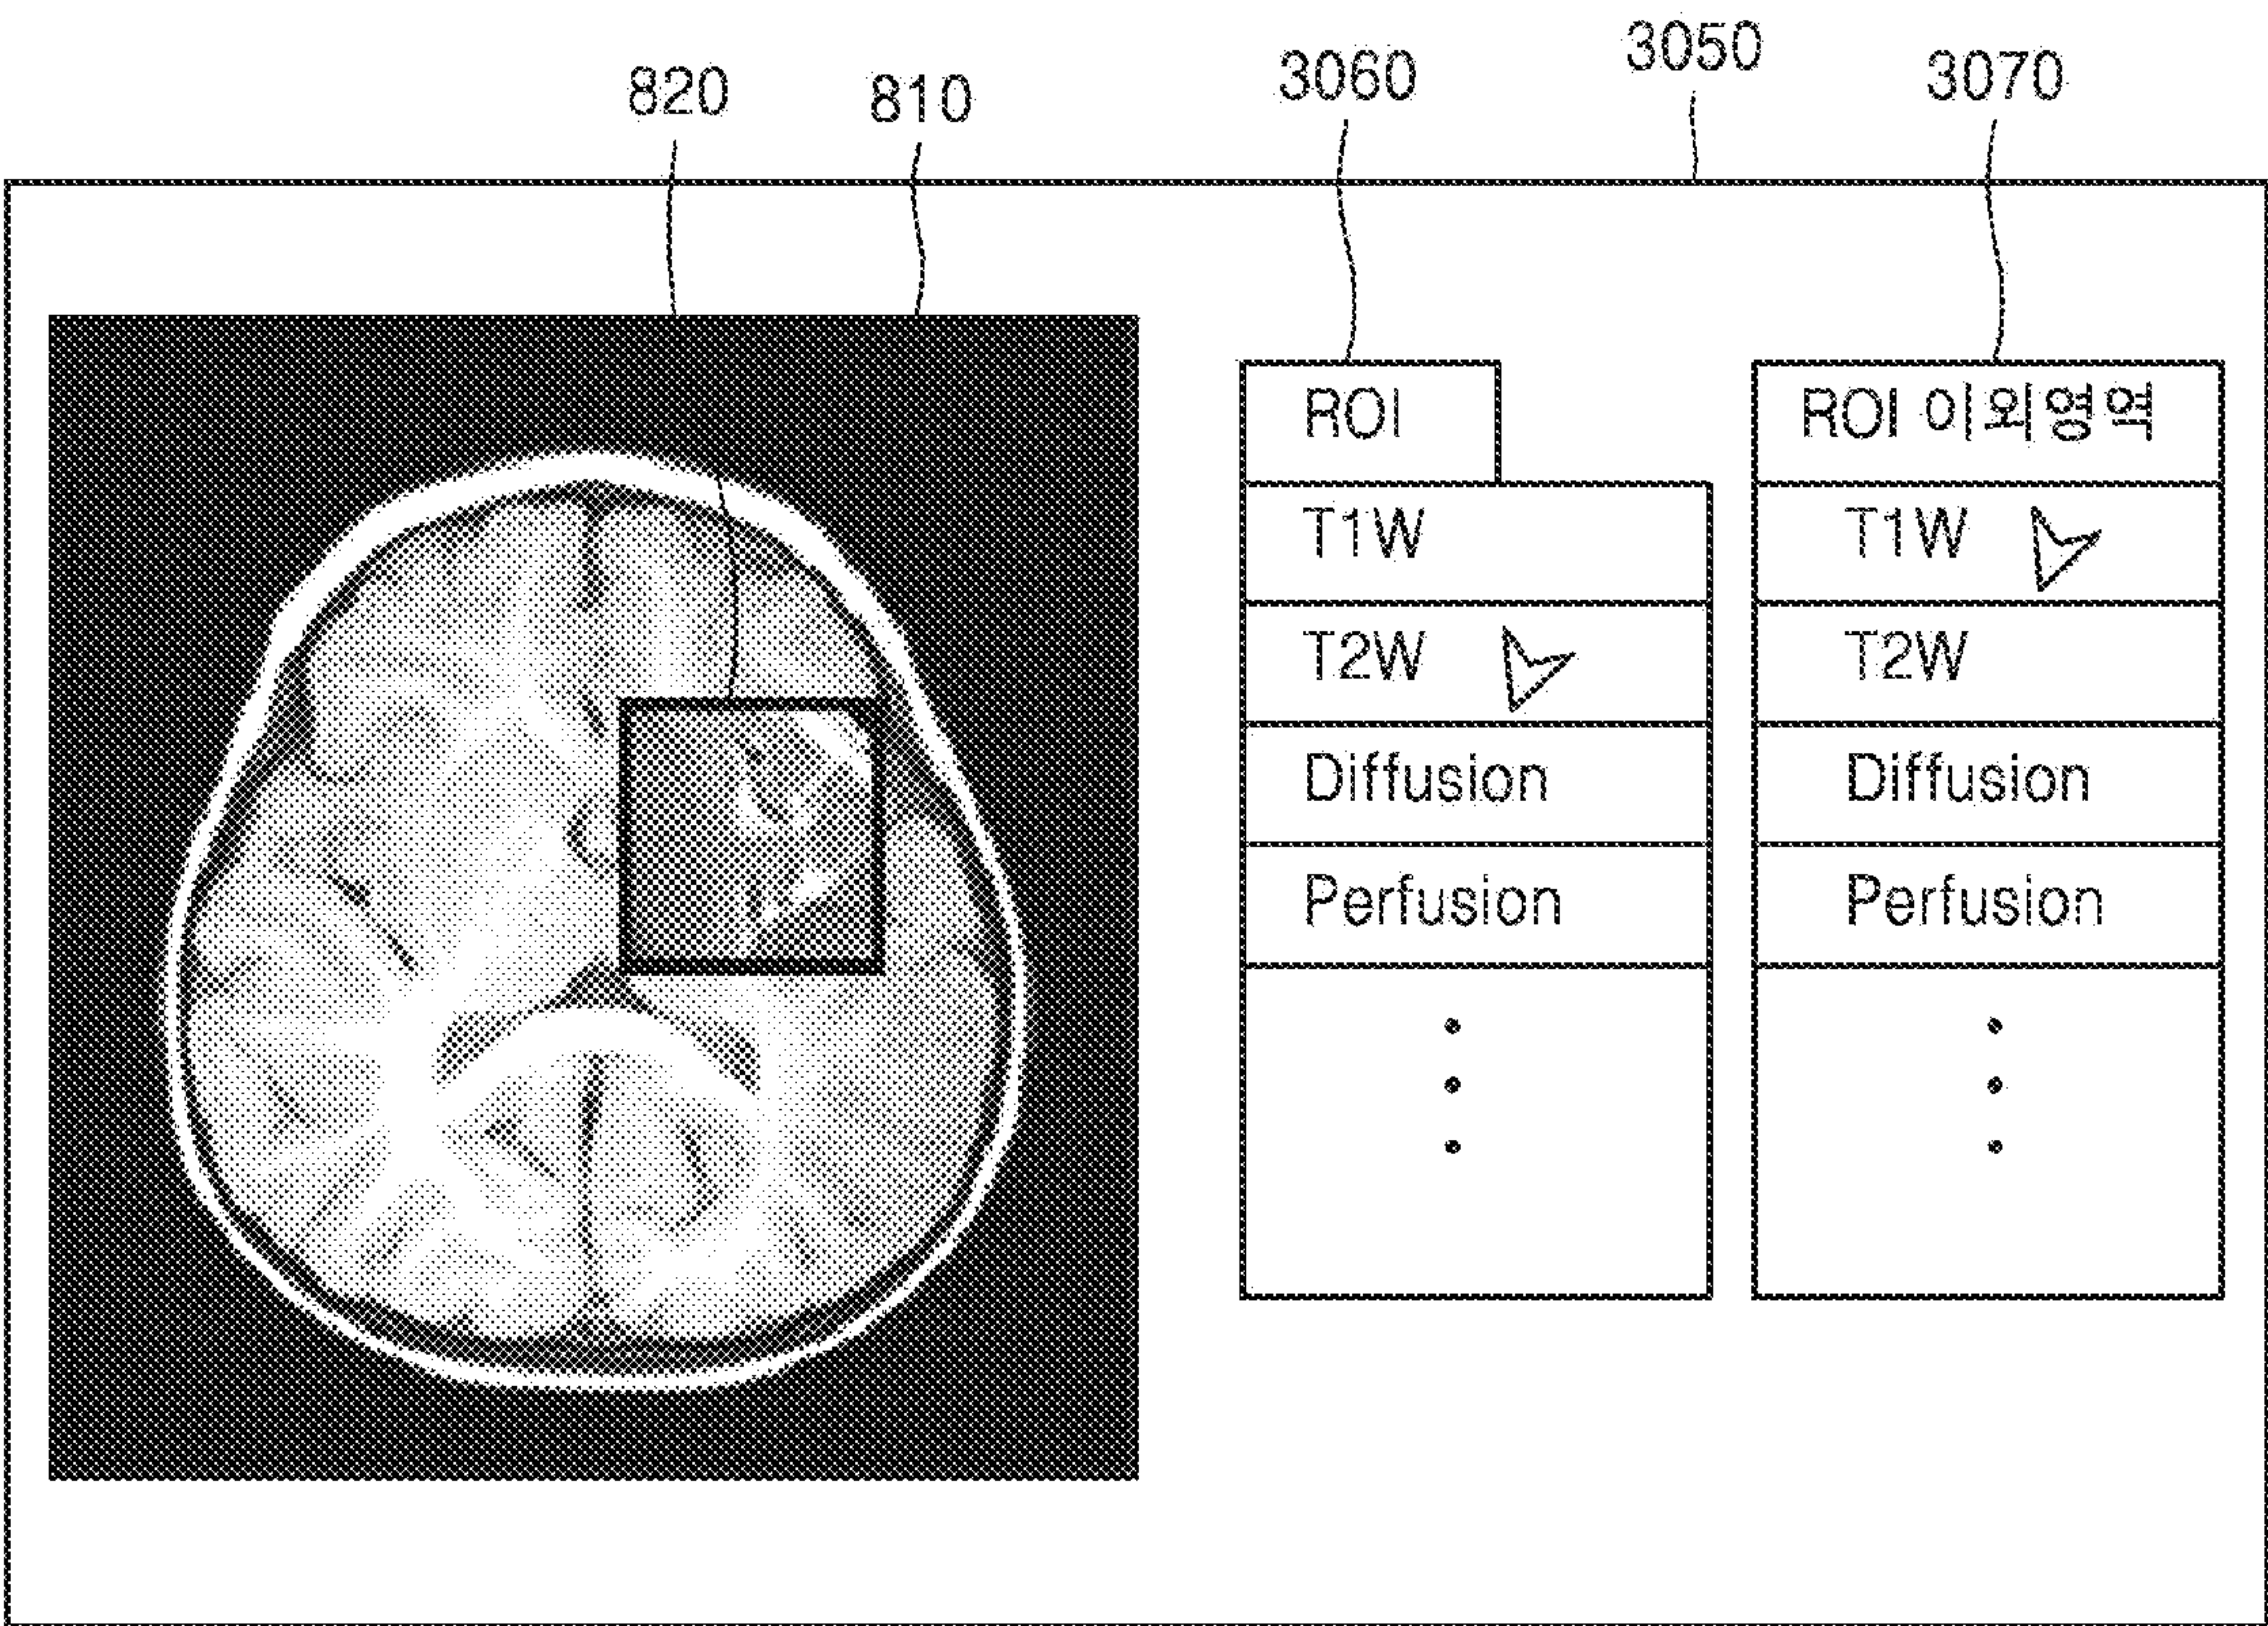 820
810
3060
3050
3070
ROI
T1W
T2W
Diffusion
Perfusion
ROI 이외영역
T1W
T2W
Diffusion
Perfusion